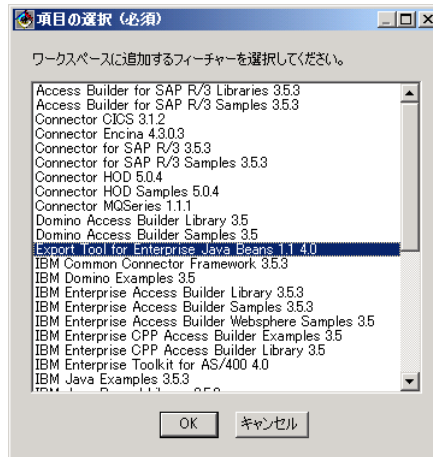 項目の選択 (必須)
ワークスペースに追加するフィーチャーを選択してください。
Access Builder for SAP R/3 Libraries 3.5.3
Access Builder for SAP R/3 Samples 3.5.3
Connector CICS 3.1.2
Connector Encina 4.3.0.3
Connector for SAP R/3 3.5.3
Connector for SAP R/3 Samples 3.5.3
Connector HOD 5.0.4
Connector HOD Samples 5.0.4
Connector MQSeries 1.1.1
Domino Access Builder Library 3.5
Domino Access Builder Samples 3.5
Export Tool for Enterprise Java Beans 1.1 4.0
IBM Common Connector Framework 3.5.3
IBM Domino Examples 3.5
IBM Enterprise Access Builder Library 3.5.3
IBM Enterprise Access Builder Samples 3.5.3
IBM Enterprise Access Builder Websphere Samples 3.5
IBM Enterprise CPP Access Builder Examples 3.5
IBM Enterprise CPP Access Builder Library 3.5
IBM Enterprise Toolkit for AS/400 4.0
IBM Java Examples 3.5.3
OK キャンセル